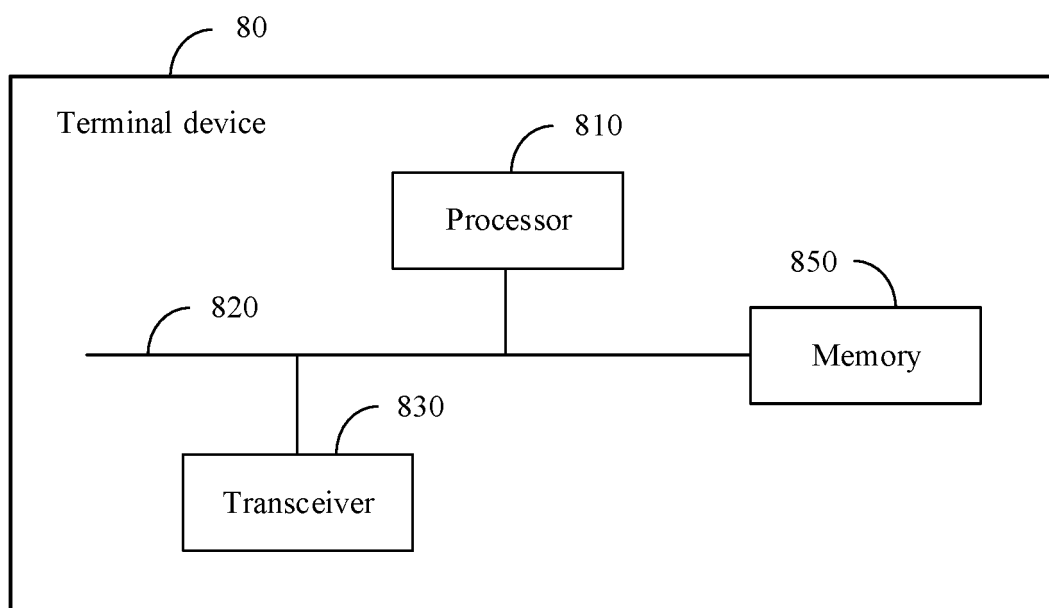 80
Terminal device
810
Processor
850
820
Memory
830
Transceiver